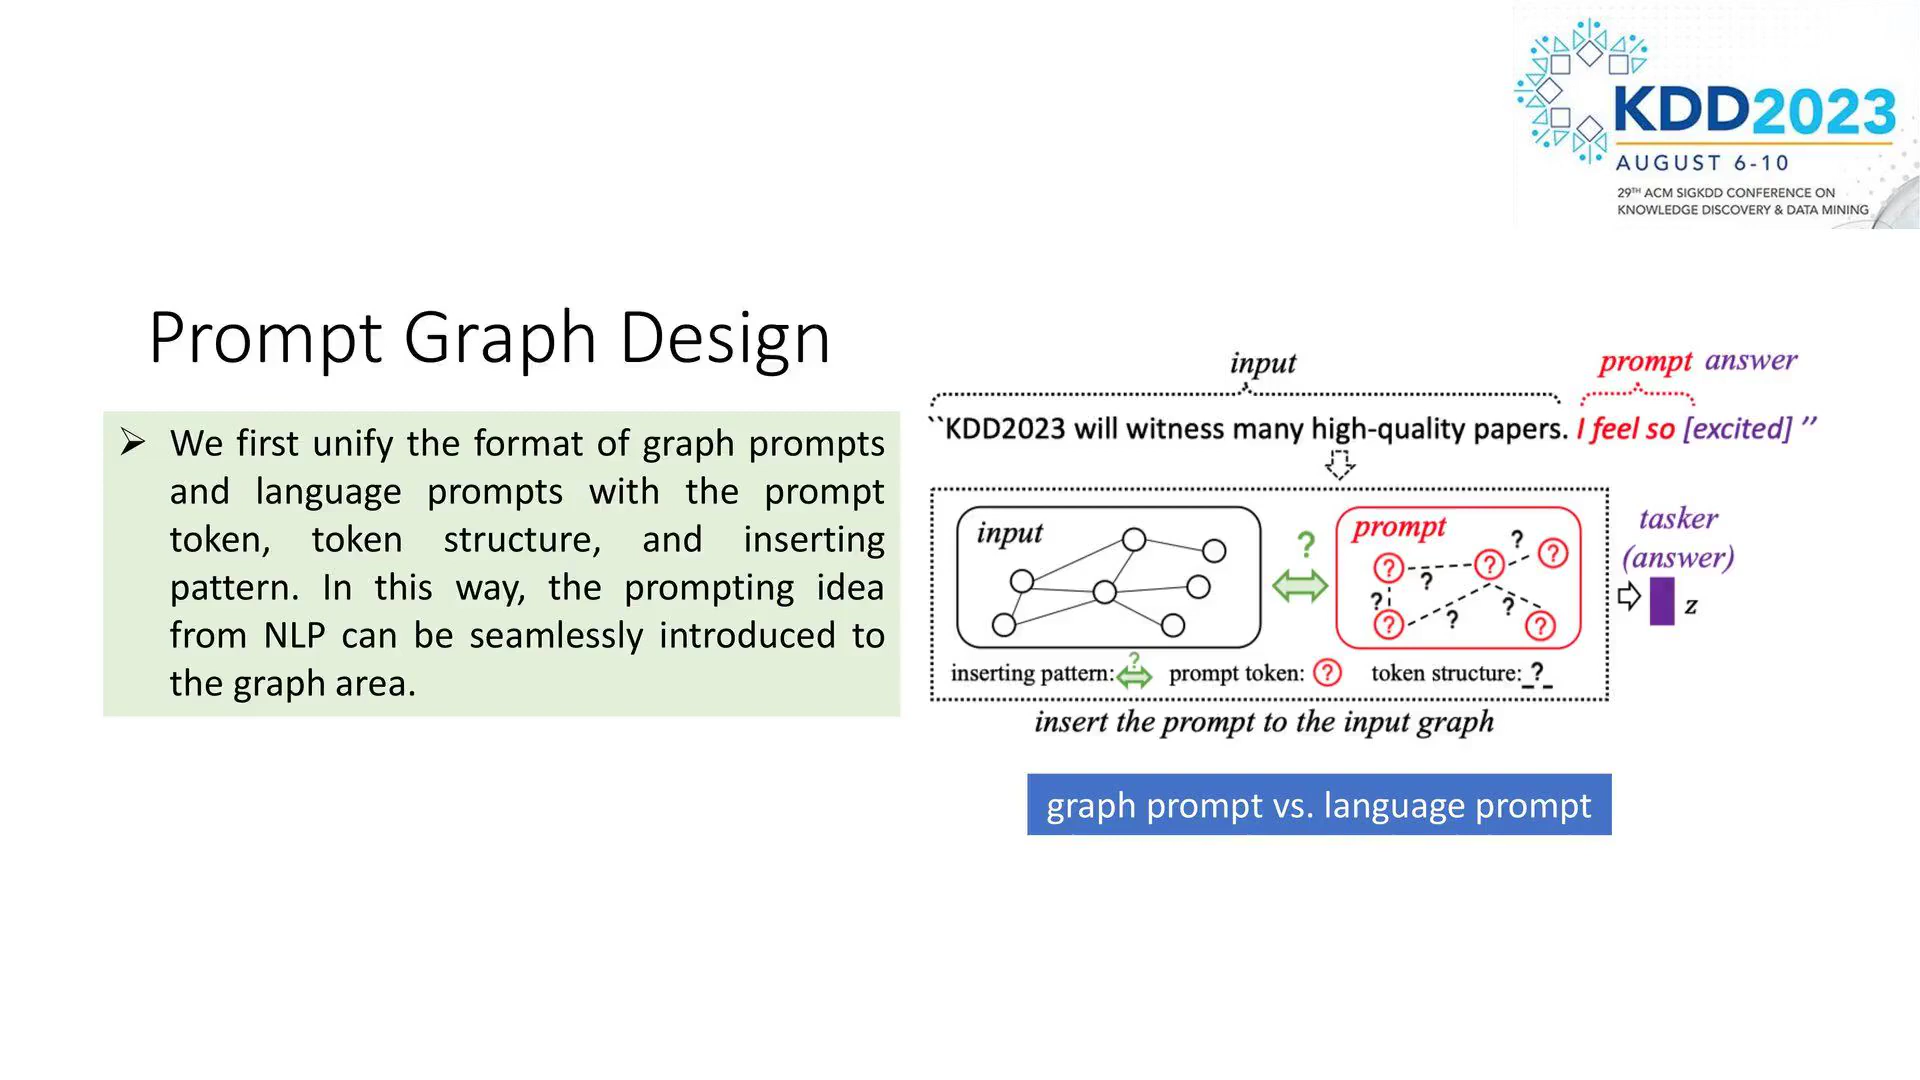 KDD2023
AUGUST 6-10
29TH ACM SIGKDD CONFERENCE ON
KNOWLEDGE DISCOVERY & DATA MINING
Prompt Graph Design
➢ We first unify the format of graph prompts
and language prompts with the prompt
token, token structure, and inserting
pattern. In this way, the prompting idea
from NLP can be seamlessly introduced to
the graph area.
input prompt answer
``KDD2023 will witness many high-quality papers. I feel so [excited] ’’
input ? prompt
? ? ? ?
? ?
? ?
? ? ?
tasker
(answer)
z
inserting pattern: ? prompt token: ? token structure:_?_
insert the prompt to the input graph
graph prompt vs. language prompt